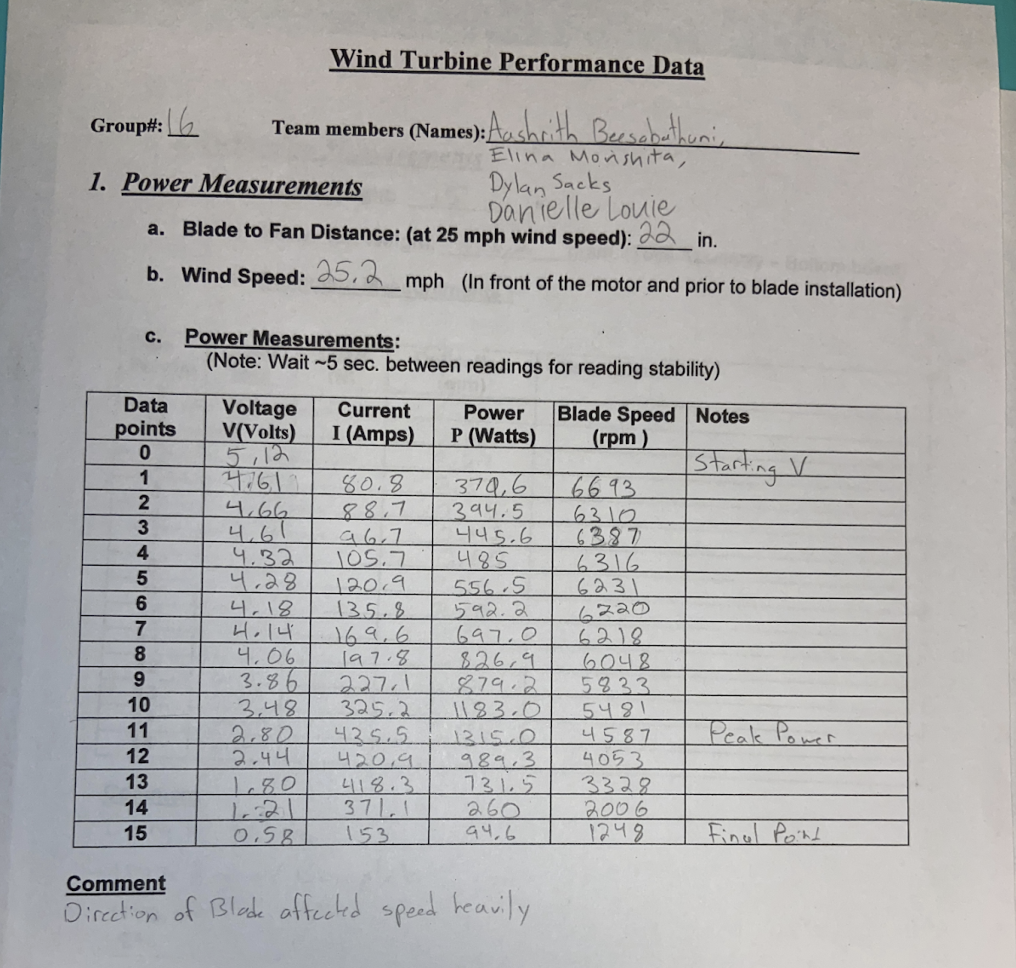 Wind Turbine Performance Data
Group#: 16 Team members (Names): Aashrith Beesabathuni,
Elina Morishita,
Dylan Sacks
Danielle Louie
1. Power Measurements
a. Blade to Fan Distance: (at 25 mph wind speed): 22 in.
b. Wind Speed: 25.2 mph (In front of the motor and prior to blade installation)
c. Power Measurements:
(Note: Wait ~5 sec. between readings for reading stability)
Data points Voltage V(Volts) Current I (Amps) Power P (Watts) Blade Speed (rpm) Notes
0 5,12 Starting V
1 4.61 80.8 370,6 6693
2 4.66 88.7 394.5 6310
3 4.61 96.7 445.6 6387
4 4.32 105.7 485 6316
5 4.28 120.9 556.5 6231
6 4.18 135.8 592.2 6220
7 4.14 169.6 697.0 6218
8 4.06 197.8 826.9 6048
9 3.86 227.1 879.2 5833
10 3.48 325.2 1183.0 5481
11 2.80 435.5 1315.0 4587 Peak Power
12 2.44 420.9 989.3 4053
13 1.80 418.3 731.5 3328
14 1.21 371.1 260 2006
15 0.58 153 94.6 1248 Final Point
Comment
Direction of Blade affected speed heavily